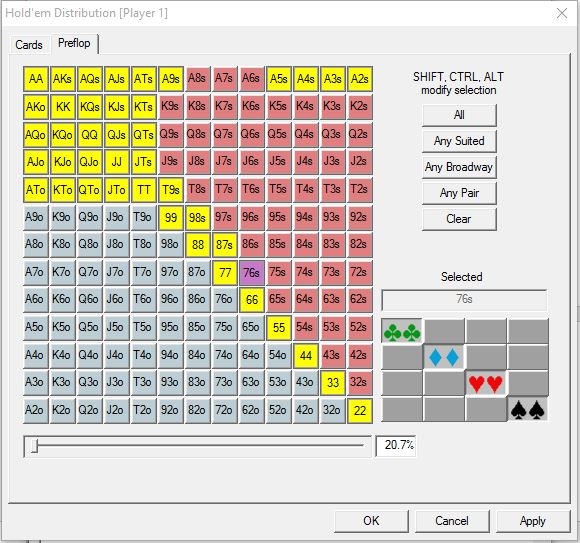 Hold'em Distribution [Player 1]
Cards Preflop
AA AKs AQs AJs ATs A9s A8s A7s A6s A5s A4s A3s A2s
AKo KK KQs KJs KTs K9s K8s K7s K6s K5s K4s K3s K2s
AQo KQo QQ QJs QTs Q9s Q8s Q7s Q6s Q5s Q4s Q3s Q2s
AJo KJo QJo JJ JTs J9s J8s J7s J6s J5s J4s J3s J2s
ATo KTo QTo JTo TT T9s T8s T7s T6s T5s T4s T3s T2s
A9o K9o Q9o J9o T9o 99 98s 97s 96s 95s 94s 93s 92s
A8o K8o Q8o J8o T8o 98o 88 87s 86s 85s 84s 83s 82s
A7o K7o Q7o J7o T7o 97o 87o 77 76s 75s 74s 73s 72s
A6o K6o Q6o J6o T6o 96o 86o 76o 66 65s 64s 63s 62s
A5o K5o Q5o J5o T5o 95o 85o 75o 65o 55 54s 53s 52s
A4o K4o Q4o J4o T4o 94o 84o 74o 64o 54o 44 43s 42s
A3o K3o Q3o J3o T3o 93o 83o 73o 63o 53o 43o 33 32s
A2o K2o Q2o J2o T2o 92o 82o 72o 62o 52o 42o 32o 22
20.7%
SHIFT, CTRL, ALT
modify selection
All
Any Suited
Any Broadway
Any Pair
Clear
Selected
76s
OK Cancel Apply